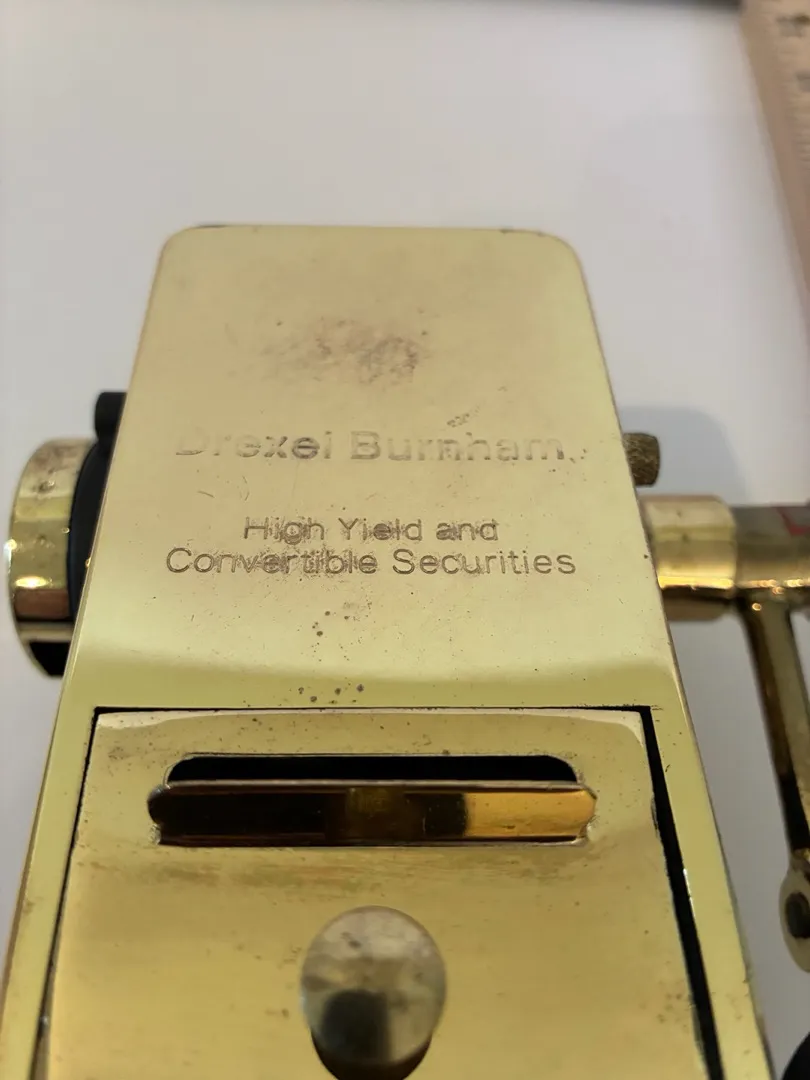 Drexel Burnham
High Yield and
Convertible Securities